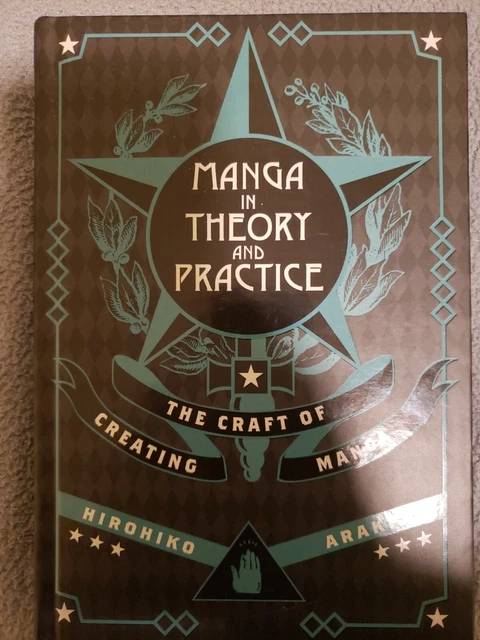 MANGA
IN
THEORY
AND
PRACTICE
THE CRAFT OF
CREATING
HIROHIKO